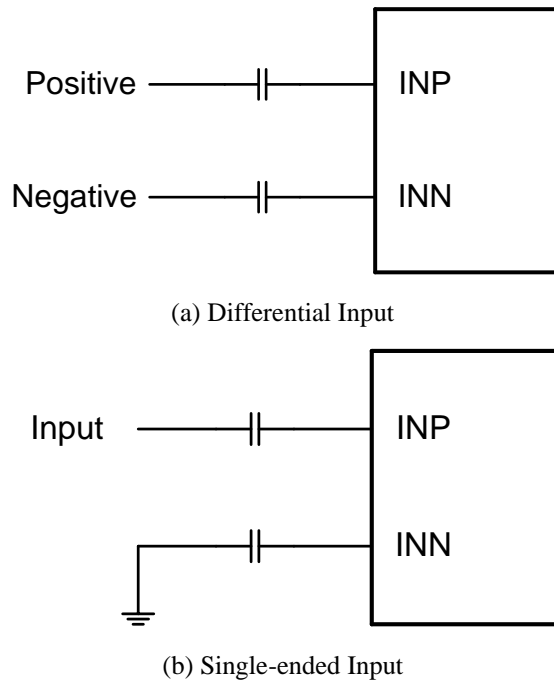 Positive
INP
Negative
INN
(a) Differential Input
Input
INP
INN
(b) Single-ended Input